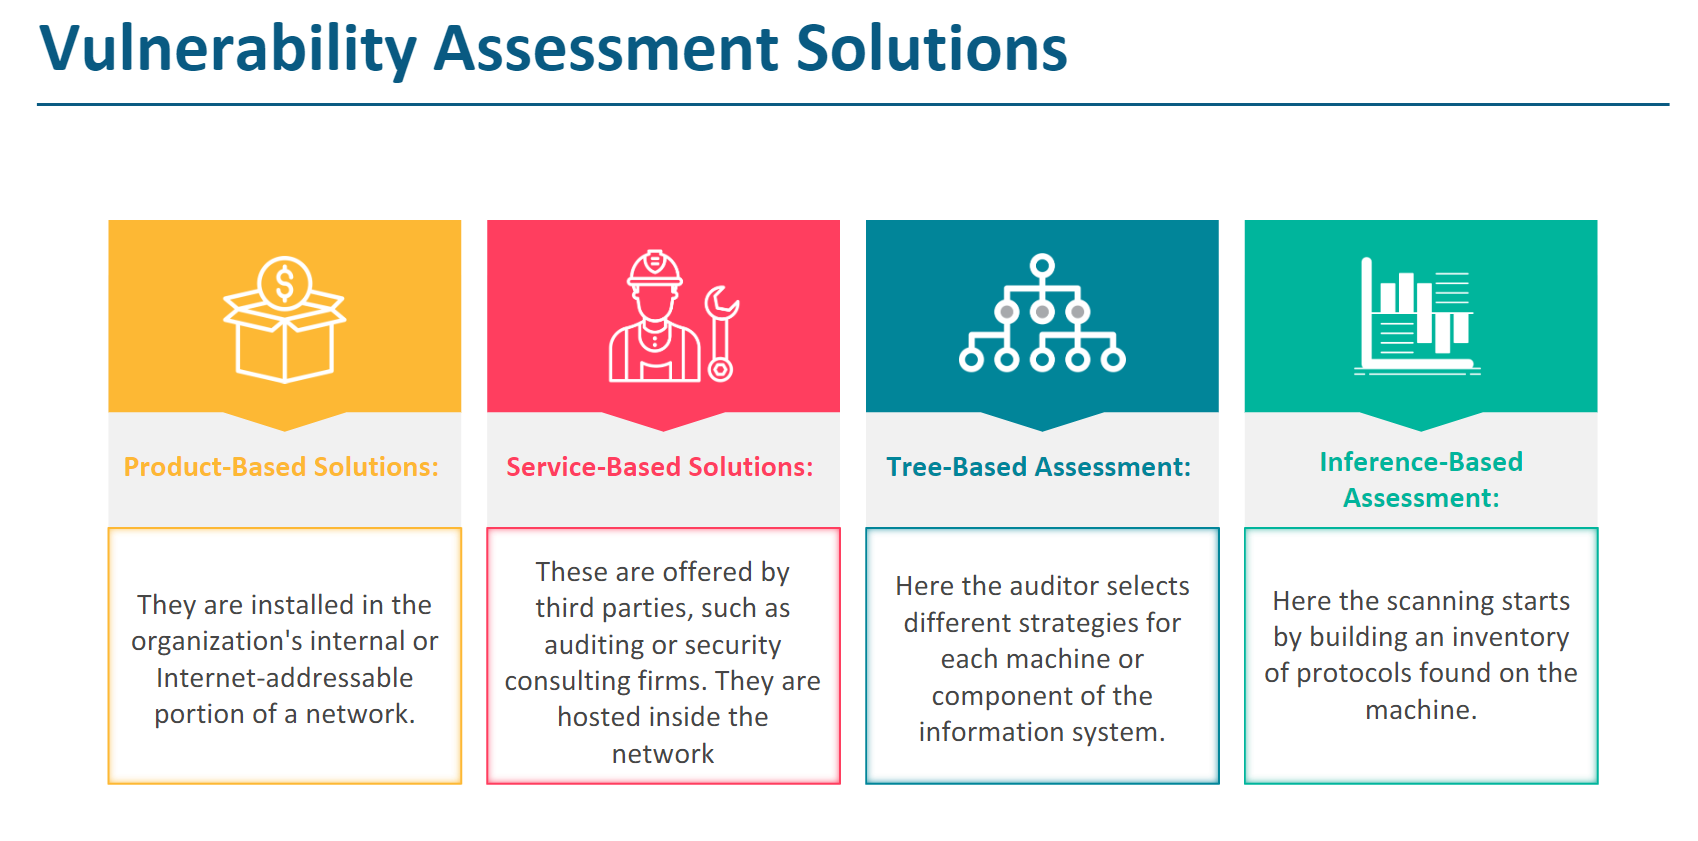 Vulnerability Assessment Solutions
$
Product-Based Solutions:
They are installed in the
organization's internal or
Internet-addressable
portion of a network.
Service-Based Solutions:
These are offered by
third parties, such as
auditing or security
consulting firms. They are
hosted inside the
network
Tree-Based Assessment:
Here the auditor selects
different strategies for
each machine or
component of the
information system.
Inference-Based
Assessment:
Here the scanning starts
by building an inventory
of protocols found on the
machine.